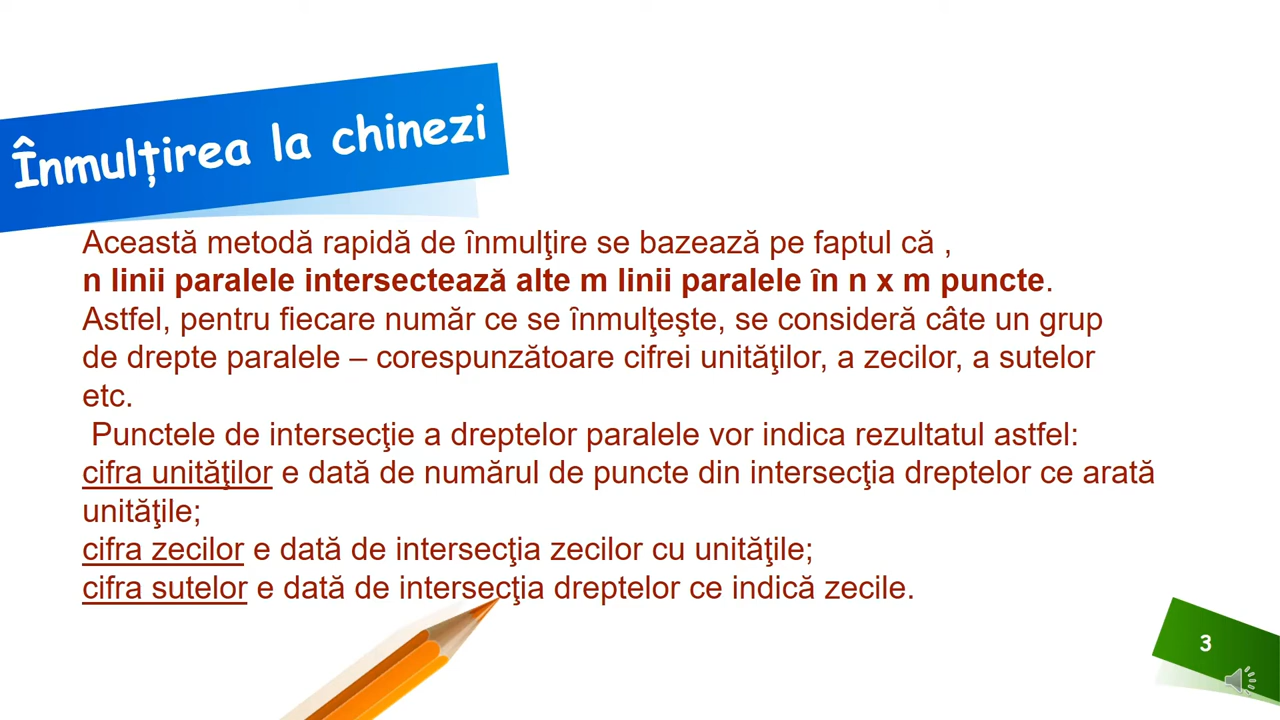 Înmulțirea la chinezi
Această metodă rapidă de înmulţire se bazează pe faptul că ,
n linii paralele intersectează alte m linii paralele în n x m puncte.
Astfel, pentru fiecare număr ce se înmulţeşte, se consideră câte un grup
de drepte paralele – corespunzătoare cifrei unităţilor, a zecilor, a sutelor
etc.
Punctele de intersecţie a dreptelor paralele vor indica rezultatul astfel:
cifra unităţilor e dată de numărul de puncte din intersecţia dreptelor ce arată
unităţile;
cifra zecilor e dată de intersecţia zecilor cu unităţile;
cifra sutelor e dată de intersecţia dreptelor ce indică zecile.
3